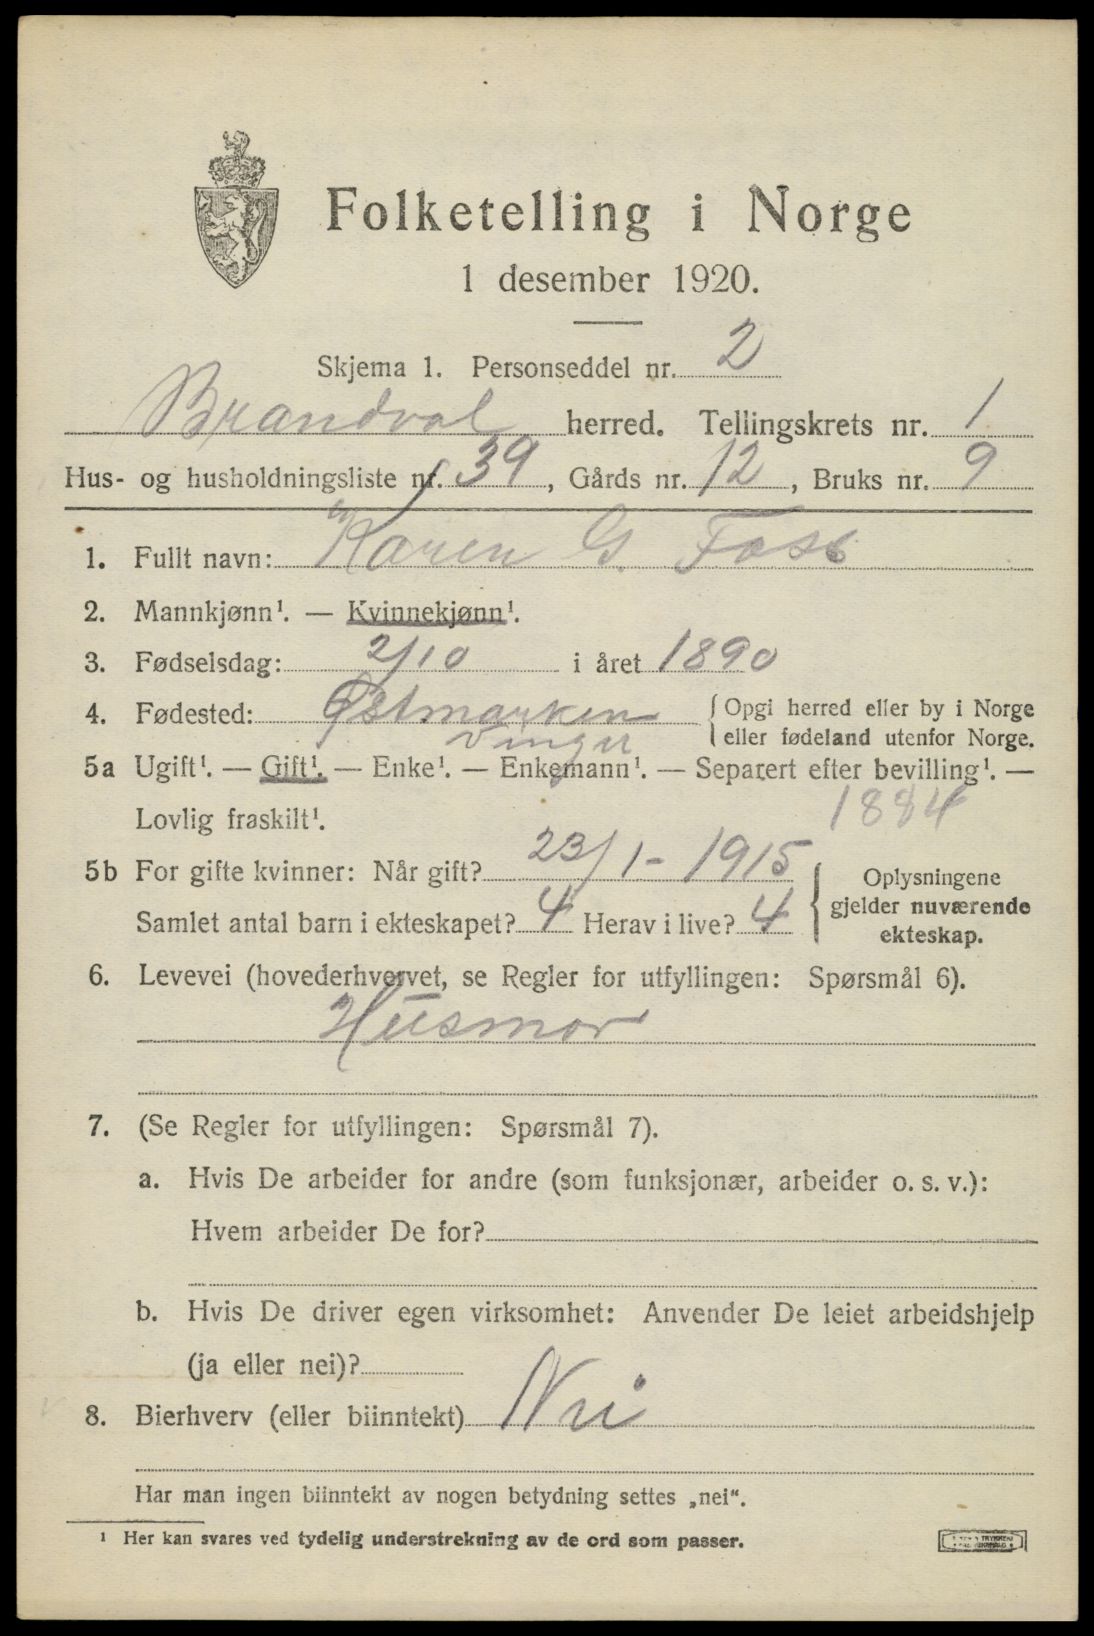 Folketelling i Norge
1 desember 1920.
Skjema 1. Personseddel nr. 2
Brandval herred. Tellingskrets nr. 1
Hus- og husholdningsliste nr. 39, Gårds nr. 12, Bruks nr. 9
1. Fullt navn: Karen G. Foss
2. Mannkjønn¹. — Kvinnekjønn¹.
3. Fødselsdag: 2/10 i året 1890
4. Fødested: Østmarken { Opgi herred eller by i Norge
Vinger eller fødeland utenfor Norge.
5a Ugift¹. — Gift¹. — Enke¹. — Enkemann¹. — Separert efter bevilling¹. —
Lovlig fraskilt¹. 1884
5b For gifte kvinner: Når gift? 23/1 - 1915
Samlet antal barn i ekteskapet? 4 Herav i live? 4
{ Oplysningene
gjelder nuværende
ekteskap.
6. Levevei (hovederhvervet, se Regler for utfyllingen: Spørsmål 6).
Husmor
7. (Se Regler for utfyllingen: Spørsmål 7).
a. Hvis De arbeider for andre (som funksjonær, arbeider o. s. v.):
Hvem arbeider De for?
b. Hvis De driver egen virksomhet: Anvender De leiet arbeidshjelp
(ja eller nei)?
8. Bierhverv (eller biinntekt) Nei
Har man ingen biinntekt av nogen betydning settes „nei".
¹ Her kan svares ved tydelig understrekning av de ord som passer.